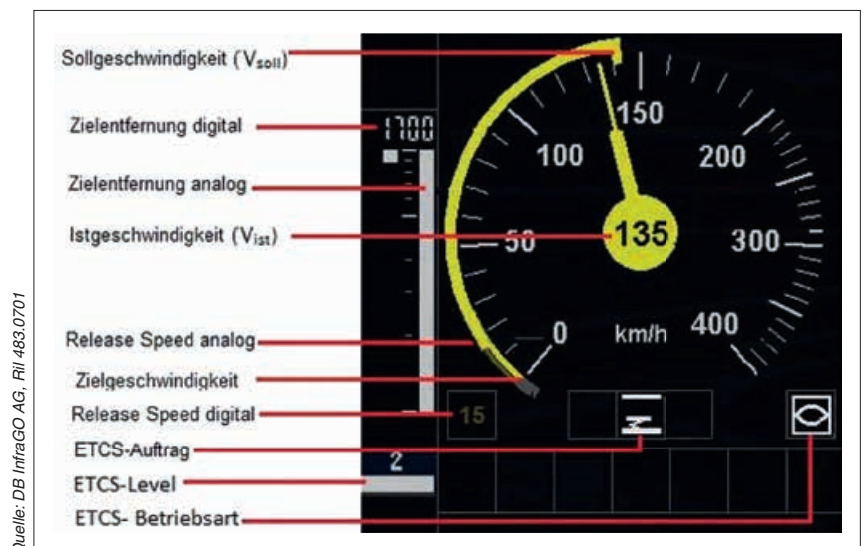 Sollgeschwindigkeit (Vsoll)
Zielentfernung digital
Zielentfernung analog
Istgeschwindigkeit (Vist)
Release Speed analog
Zielgeschwindigkeit
Release Speed digital
ETCS-Auftrag
ETCS-Level
ETCS- Betriebsart
1700
15
2
0
50
100
150
200
300
400
135
km/h
Quelle: DB InfraGO AG, Ril 483.0701